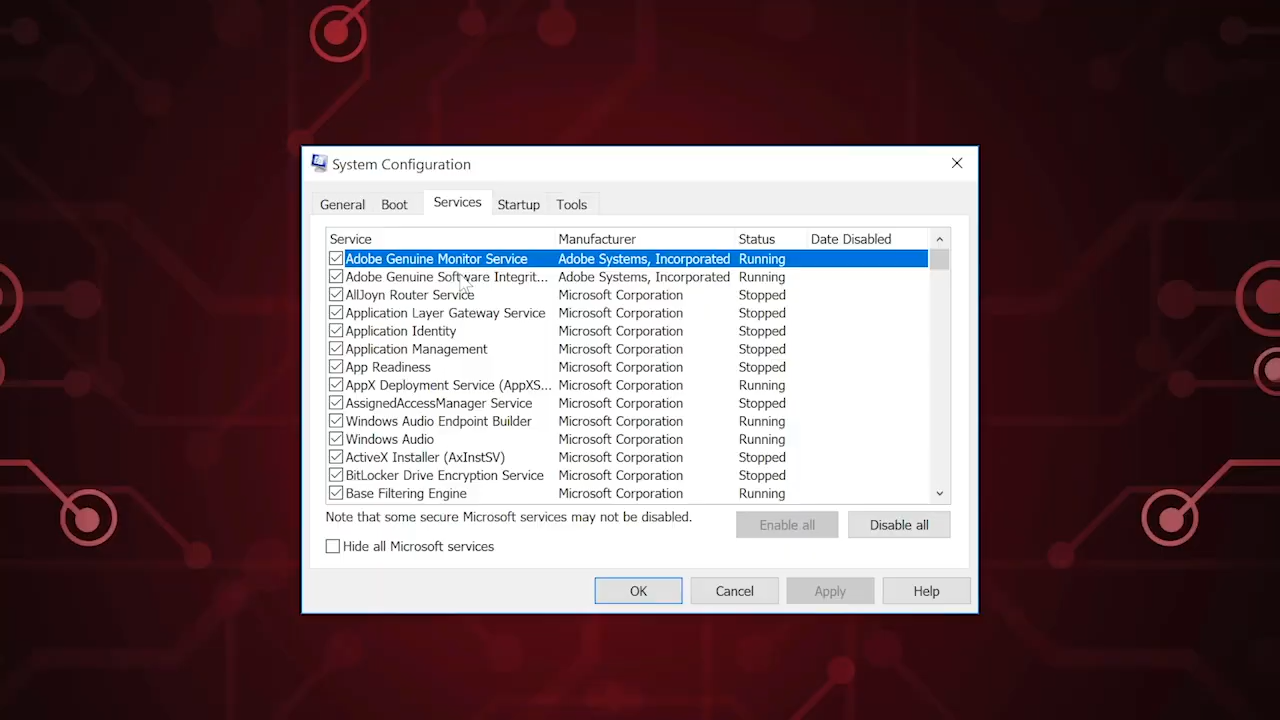 System Configuration
General Boot Services Startup Tools
Service Manufacturer Status Date Disabled
Adobe Genuine Monitor Service Adobe Systems, Incorporated Running
Adobe Genuine Software Integrit... Adobe Systems, Incorporated Running
AllJoyn Router Service Microsoft Corporation Stopped
Application Layer Gateway Service Microsoft Corporation Stopped
Application Identity Microsoft Corporation Stopped
Application Management Microsoft Corporation Stopped
App Readiness Microsoft Corporation Stopped
AppX Deployment Service (AppXS... Microsoft Corporation Running
AssignedAccessManager Service Microsoft Corporation Stopped
Windows Audio Endpoint Builder Microsoft Corporation Running
Windows Audio Microsoft Corporation Running
ActiveX Installer (AxInstSV) Microsoft Corporation Stopped
BitLocker Drive Encryption Service Microsoft Corporation Stopped
Base Filtering Engine Microsoft Corporation Running
Note that some secure Microsoft services may not be disabled.
Enable all Disable all
Hide all Microsoft services
OK Cancel Apply Help